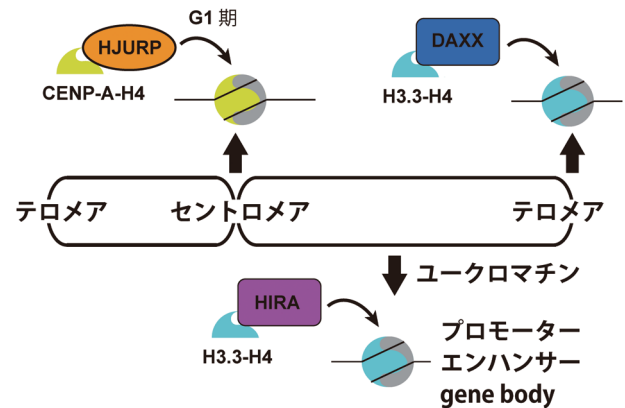 G1 期
HJURP
CENP-A-H4
DAXX
H3.3-H4
テロメア
セントロメア
テロメア
ユークロマチン
HIRA
H3.3-H4
プロモーター
エンハンサー
gene body